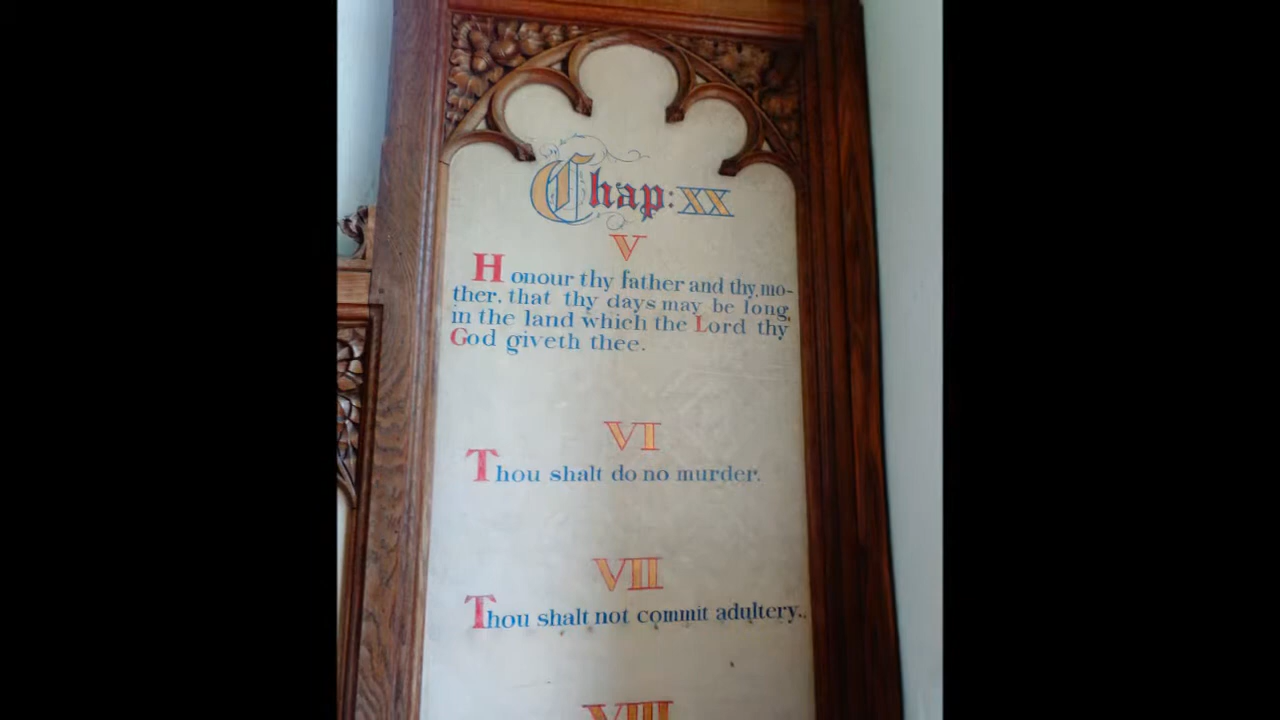 Chap: XX
V
Honour thy father and thy mo-
ther. that thy days may be long,
in the land which the Lord thy
God giveth thee.
VI
Thou shalt do no murder.
VII
Thou shalt not commit adultery.
VIII